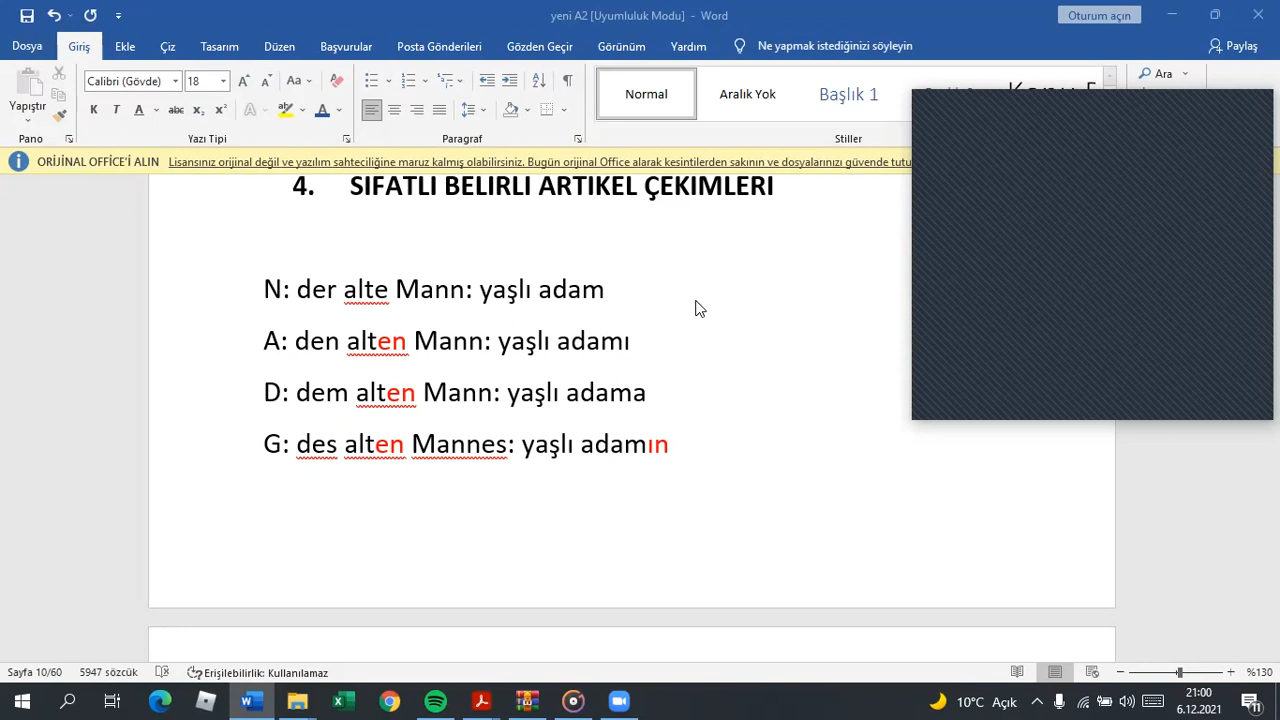 yeni A2 [Uyumluluk Modu] - Word
Oturum açın
Dosya Giriş Ekle Çiz Tasarım Düzen Başvurular Posta Gönderileri Gözden Geçir Görünüm Yardım Ne yapmak istediğinizi söyleyin Paylaş
Yapıştır
Calibri (Gövde) 18
Normal
Aralık Yok
Başlık 1
Ara
Pano Yazı Tipi Paragraf Stiller
ORİJİNAL OFFICE'İ ALIN Lisansınız orijinal değil ve yazılım sahteciliğine maruz kalmış olabilirsiniz. Bugün orijinal Office alarak kesintilerden sakının ve dosyalarınızı güvende
4. SIFATLI BELIRLI ARTIKEL ÇEKIMLERI
N: der alte Mann: yaşlı adam
A: den alten Mann: yaşlı adamı
D: dem alten Mann: yaşlı adama
G: des alten Mannes: yaşlı adamın
Sayfa 10/60 5947 sözcük Erişilebilirlik: Kullanılamaz %130
10°C Açık
21:00
6.12.2021